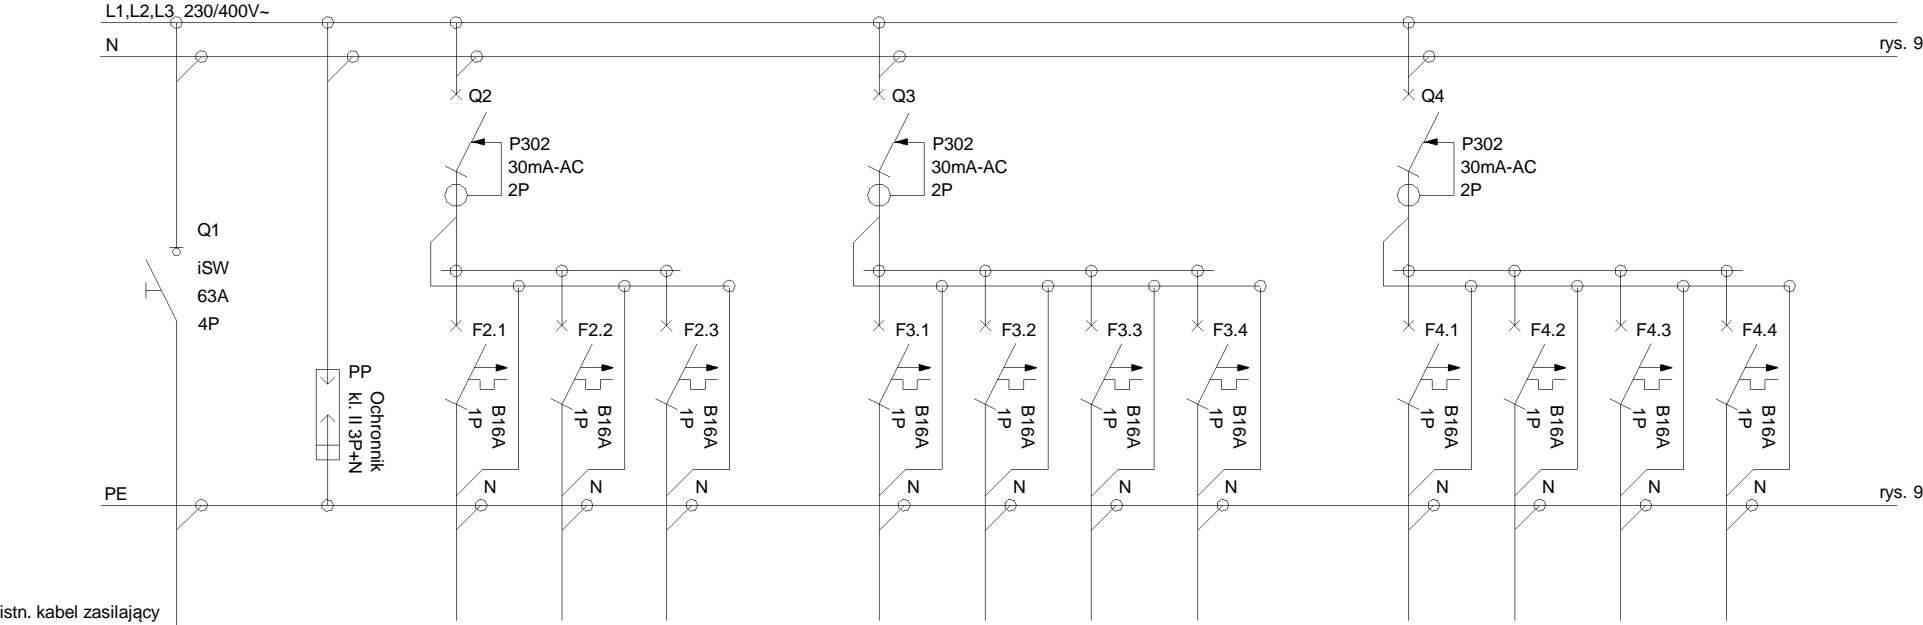 L1,L2,L3 230/400V~
N
rys. 9
Q2
Q3
Q4
P302
30mA-AC
2P
P302
30mA-AC
2P
P302
30mA-AC
2P
Q1
iSW
63A
4P
F2.1
F2.2
F2.3
F3.1
F3.2
F3.3
F3.4
F4.1
F4.2
F4.3
F4.4
PP
Ochronnik
kl. II 3P+N
B16A
1P
B16A
1P
B16A
1P
B16A
1P
B16A
1P
B16A
1P
B16A
1P
B16A
1P
B16A
1P
B16A
1P
B16A
1P
PE
N
N
N
N
N
N
N
N
N
N
N
rys. 9
istn. kabel zasilający